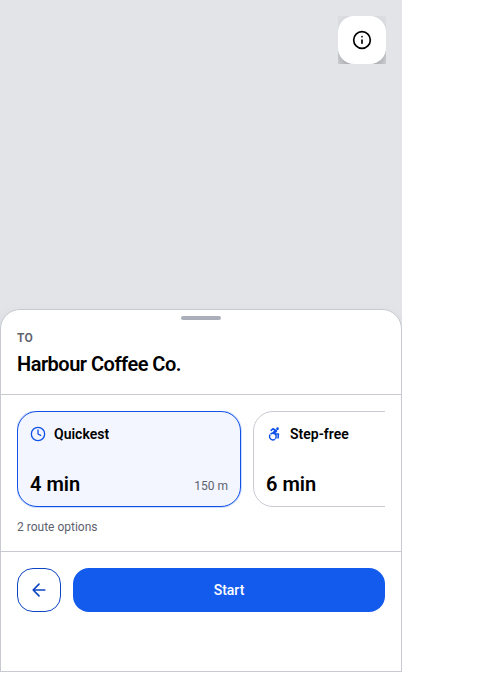 TO
Harbour Coffee Co.
Quickest
4 min
150 m
Step-free
6 min
2 route options
Start